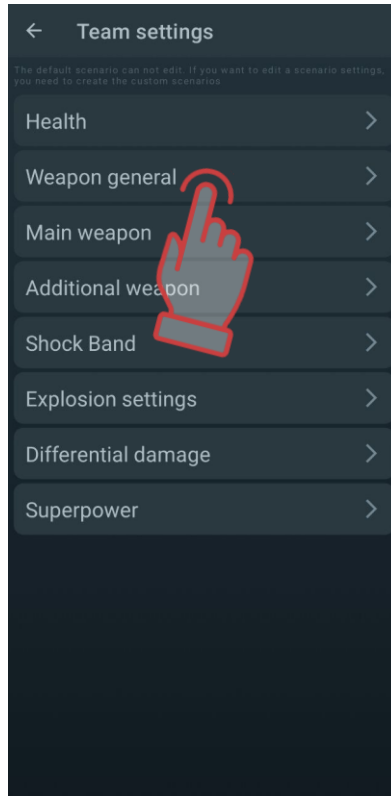 Team settings
The default scenario can not edit. If you want to edit a scenario settings,
you need to create the custom scenarios.
Health
Weapon general
Main weapon
Additional weapon
Shock Band
Explosion settings
Differential damage
Superpower